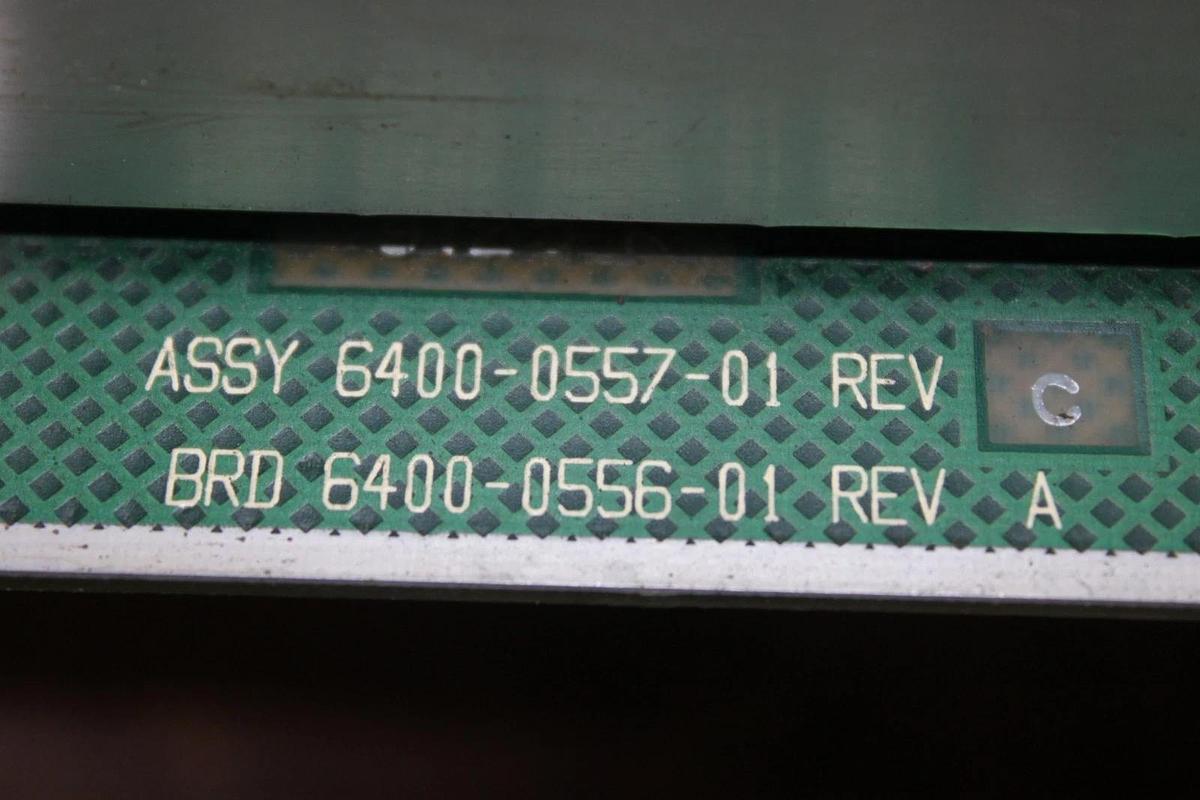 ASSY 6400-0557-01 REV C
BRD 6400-0556-01 REV A